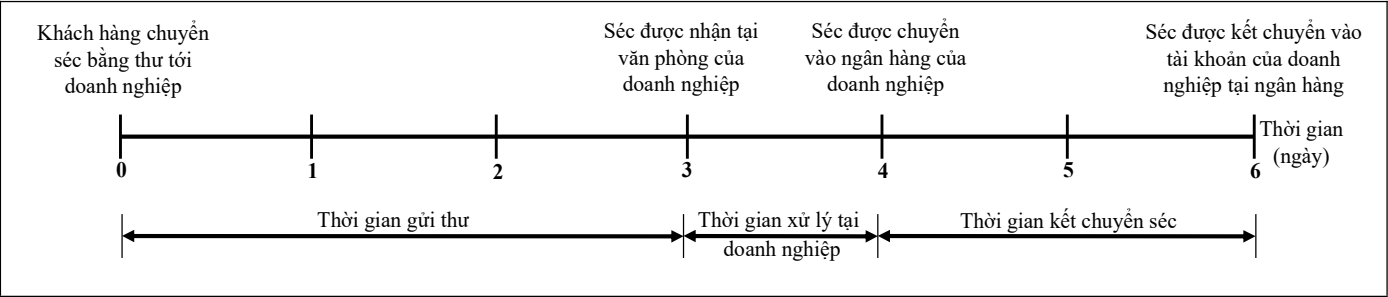 Khách hàng chuyển
séc bằng thư tới
doanh nghiệp
Séc được nhận tại
văn phòng của
doanh nghiệp
Séc được chuyển
vào ngân hàng của
doanh nghiệp
Séc được kết chuyển vào
tài khoản của doanh
nghiệp tại ngân hàng
Thời gian
(ngày)
0 1 2 3 4 5 6
Thời gian gửi thư
Thời gian xử lý tại
doanh nghiệp
Thời gian kết chuyển séc